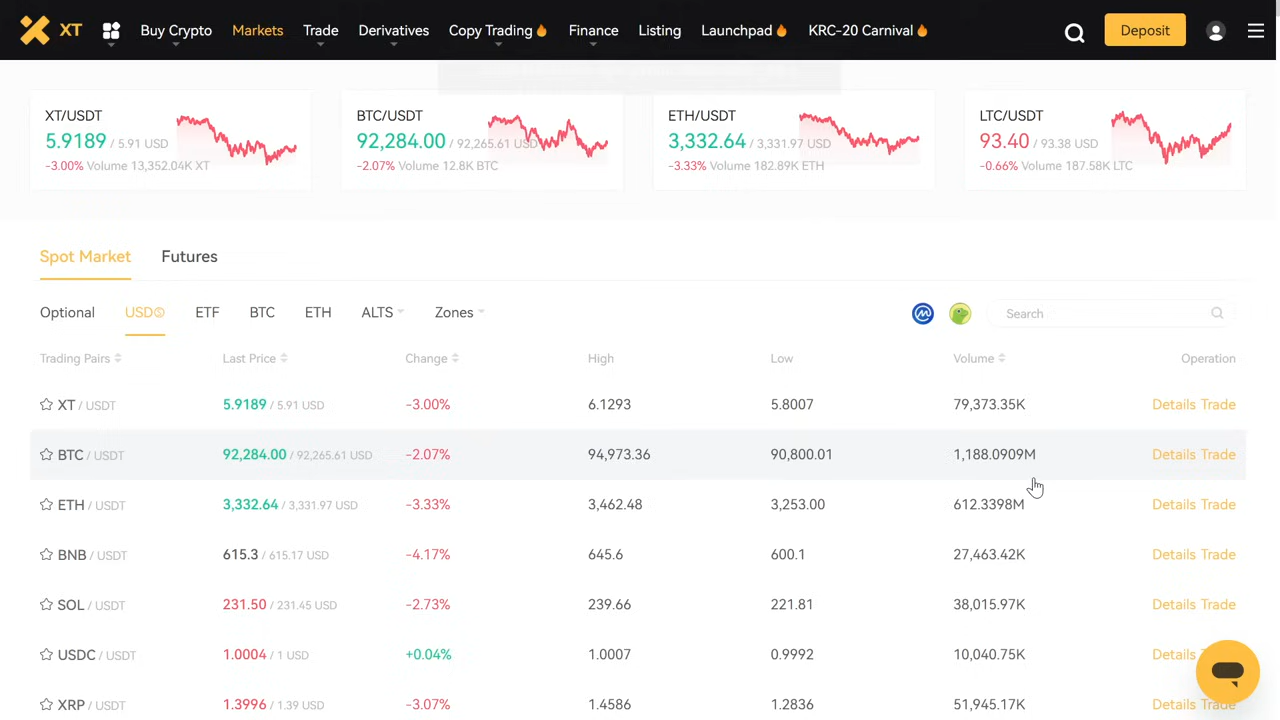 XT Buy Crypto Markets Trade Derivatives Copy Trading Finance Listing Launchpad KRC-20 Carnival Deposit
XT/USDT
5.9189 / 5.91 USD
-3.00% Volume 13,352.04K XT
BTC/USDT
92,284.00 / 92,265.61 USD
-2.07% Volume 12.8K BTC
ETH/USDT
3,332.64 / 3,331.97 USD
-3.33% Volume 182.89K ETH
LTC/USDT
93.40 / 93.38 USD
-0.66% Volume 187.58K LTC
Spot Market Futures
Optional USD ETF BTC ETH ALTS Zones Search
Trading Pairs Last Price Change High Low Volume Operation
XT / USDT 5.9189 / 5.91 USD -3.00% 6.1293 5.8007 79,373.35K Details Trade
BTC / USDT 92,284.00 / 92,265.61 USD -2.07% 94,973.36 90,800.01 1,188.0909M Details Trade
ETH / USDT 3,332.64 / 3,331.97 USD -3.33% 3,462.48 3,253.00 612.3398M Details Trade
BNB / USDT 615.3 / 615.17 USD -4.17% 645.6 600.1 27,463.42K Details Trade
SOL / USDT 231.50 / 231.45 USD -2.73% 239.66 221.81 38,015.97K Details Trade
USDC / USDT 1.0004 / 1 USD +0.04% 1.0007 0.9992 10,040.75K Details
XRP / USDT 1.3996 / 1.39 USD -3.07% 1.4586 1.2836 51,945.17K Details Trade